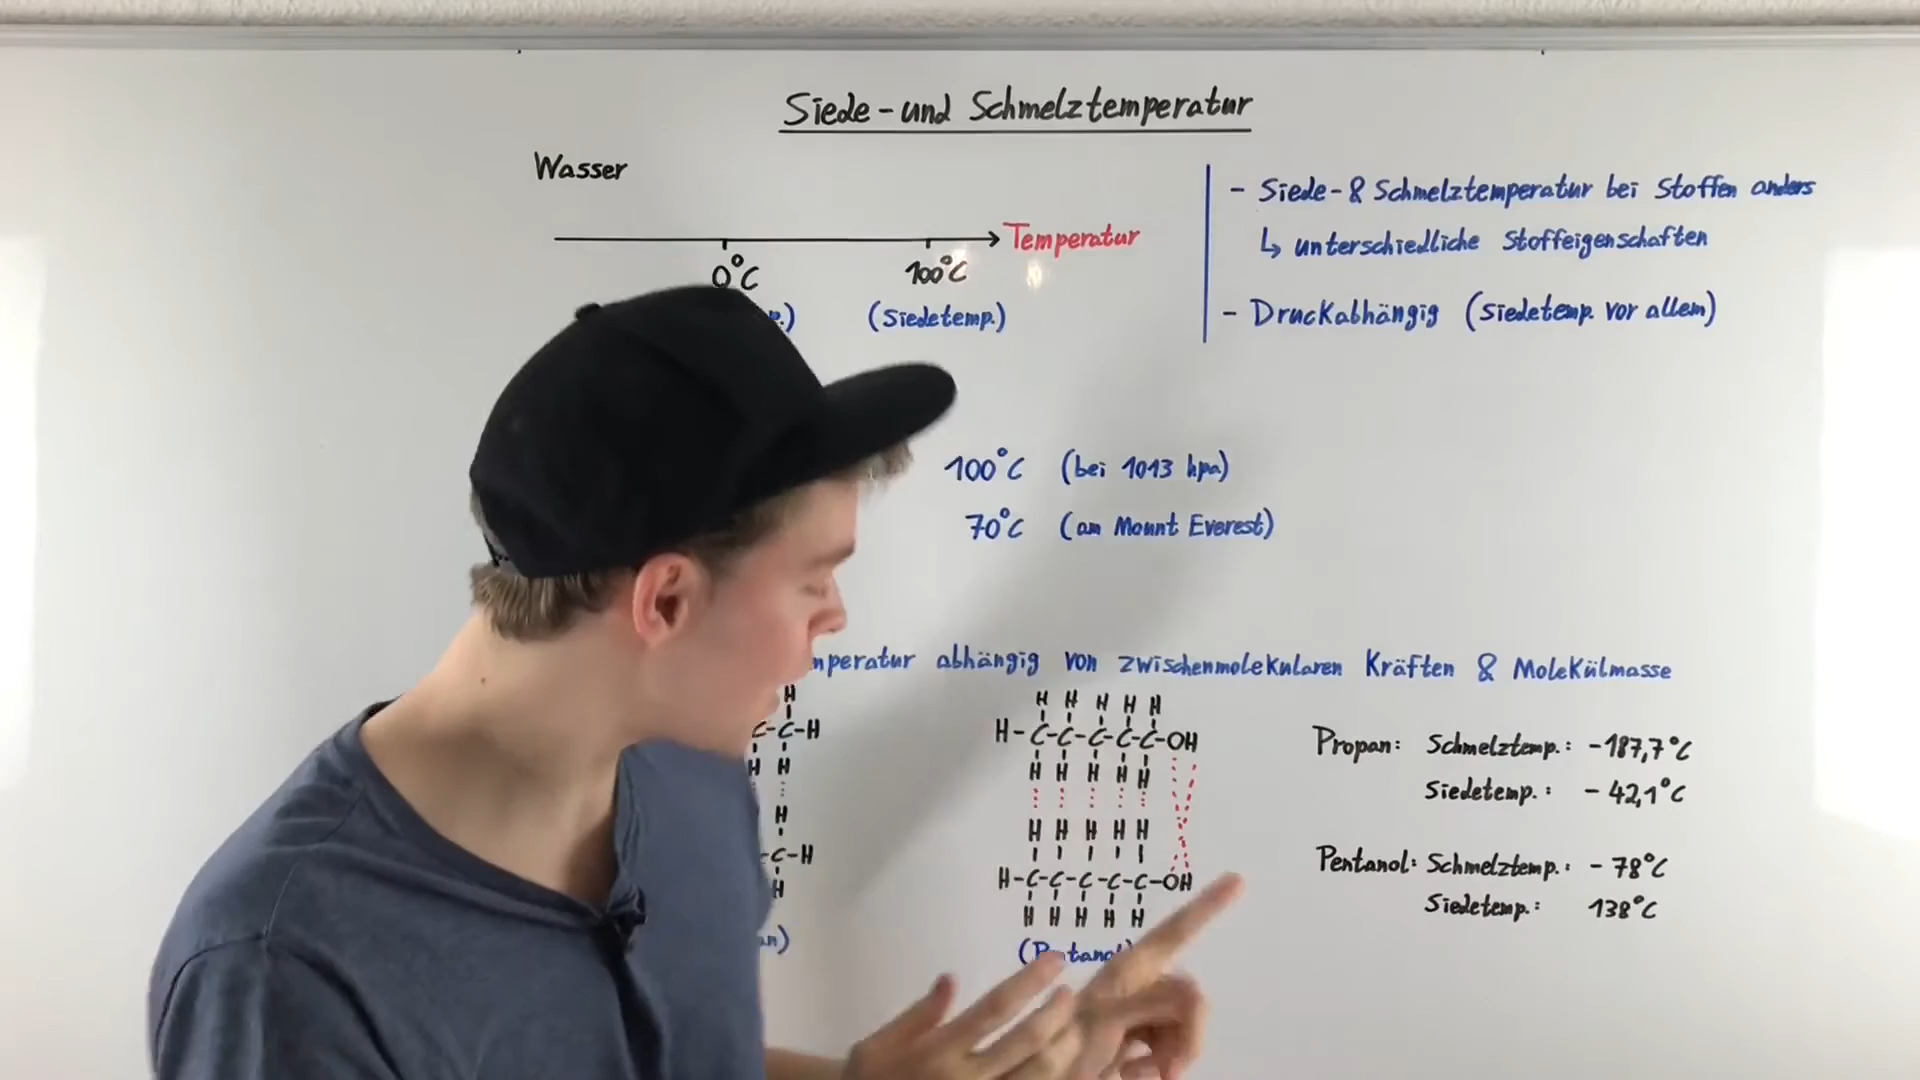 Siede- und Schmelztemperatur
Wasser
Temperatur
0°C 100°C
(Siedetemp.)
- Siede- & Schmelztemperatur bei Stoffen anders
↳ unterschiedliche Stoffeigenschaften
- Druckabhängig (Siedetemp. vor allem)
100°C (bei 1013 hpa)
70°C (am Mount Everest)
mperatur abhängig von zwischenmolekularen Kräften & Molekülmasse
H
C-C-H
H H
H
-C-H
H
H H H H H
H-C-C-C-C-C-OH
H H H H H
H H H H H
H-C-C-C-C-C-OH
H H H H H
(Pentanol)
Propan: Schmelztemp.: -187,7°C
Siedetemp.: -42,1°C
Pentanol: Schmelztemp.: -78°C
Siedetemp.: 138°C